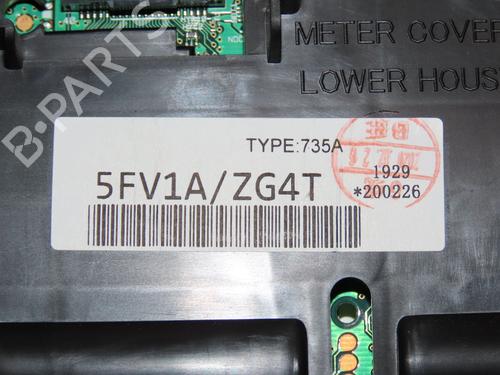 METER COVER
LOWER HOUS
TYPE:735A
5FV1A/ZG4T
1929
*200226
B-PARTS